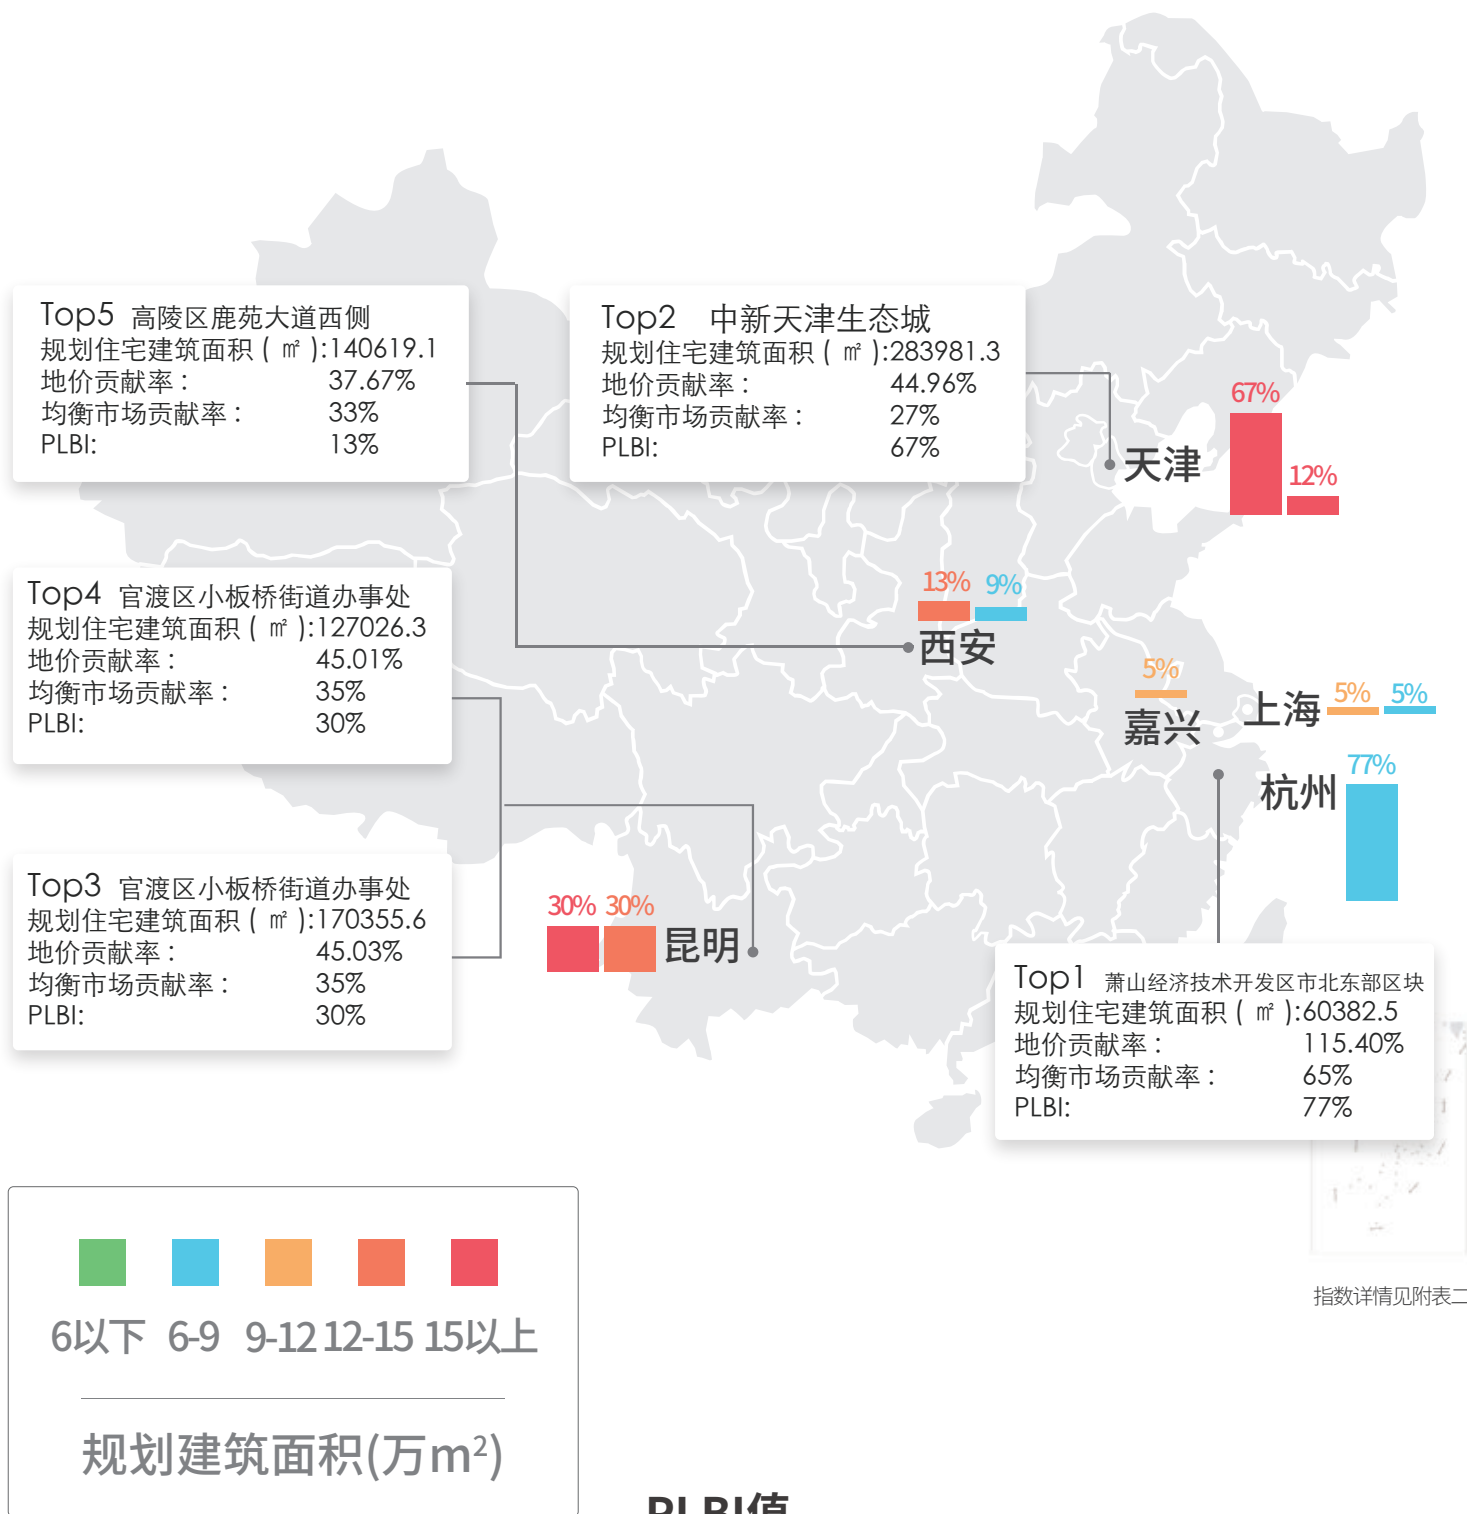 Top5 高陵区鹿苑大道西侧
规划住宅建筑面积 ( ㎡ ):140619.1
地价贡献率 : 37.67%
均衡市场贡献率 : 33%
PLBI: 13%
Top2 中新天津生态城
规划住宅建筑面积 ( ㎡ ):283981.3
地价贡献率 : 44.96%
均衡市场贡献率 : 27%
PLBI: 67%
67%
12%
天津
Top4 官渡区小板桥街道办事处
规划住宅建筑面积 ( ㎡ ):127026.3
地价贡献率 : 45.01%
均衡市场贡献率 : 35%
PLBI: 30%
13% 9%
西安
5%
嘉兴
上海 5% 5%
77%
杭州
Top3 官渡区小板桥街道办事处
规划住宅建筑面积 ( ㎡ ):170355.6
地价贡献率 : 45.03%
均衡市场贡献率 : 35%
PLBI: 30%
30% 30%
昆明
Top1 萧山经济技术开发区市北东部区块
规划住宅建筑面积 ( ㎡ ):60382.5
地价贡献率 : 115.40%
均衡市场贡献率 : 65%
PLBI: 77%
指数详情见附表二
6以下 6-9 9-12 12-15 15以上
规划建筑面积(万m²)
PLBI值